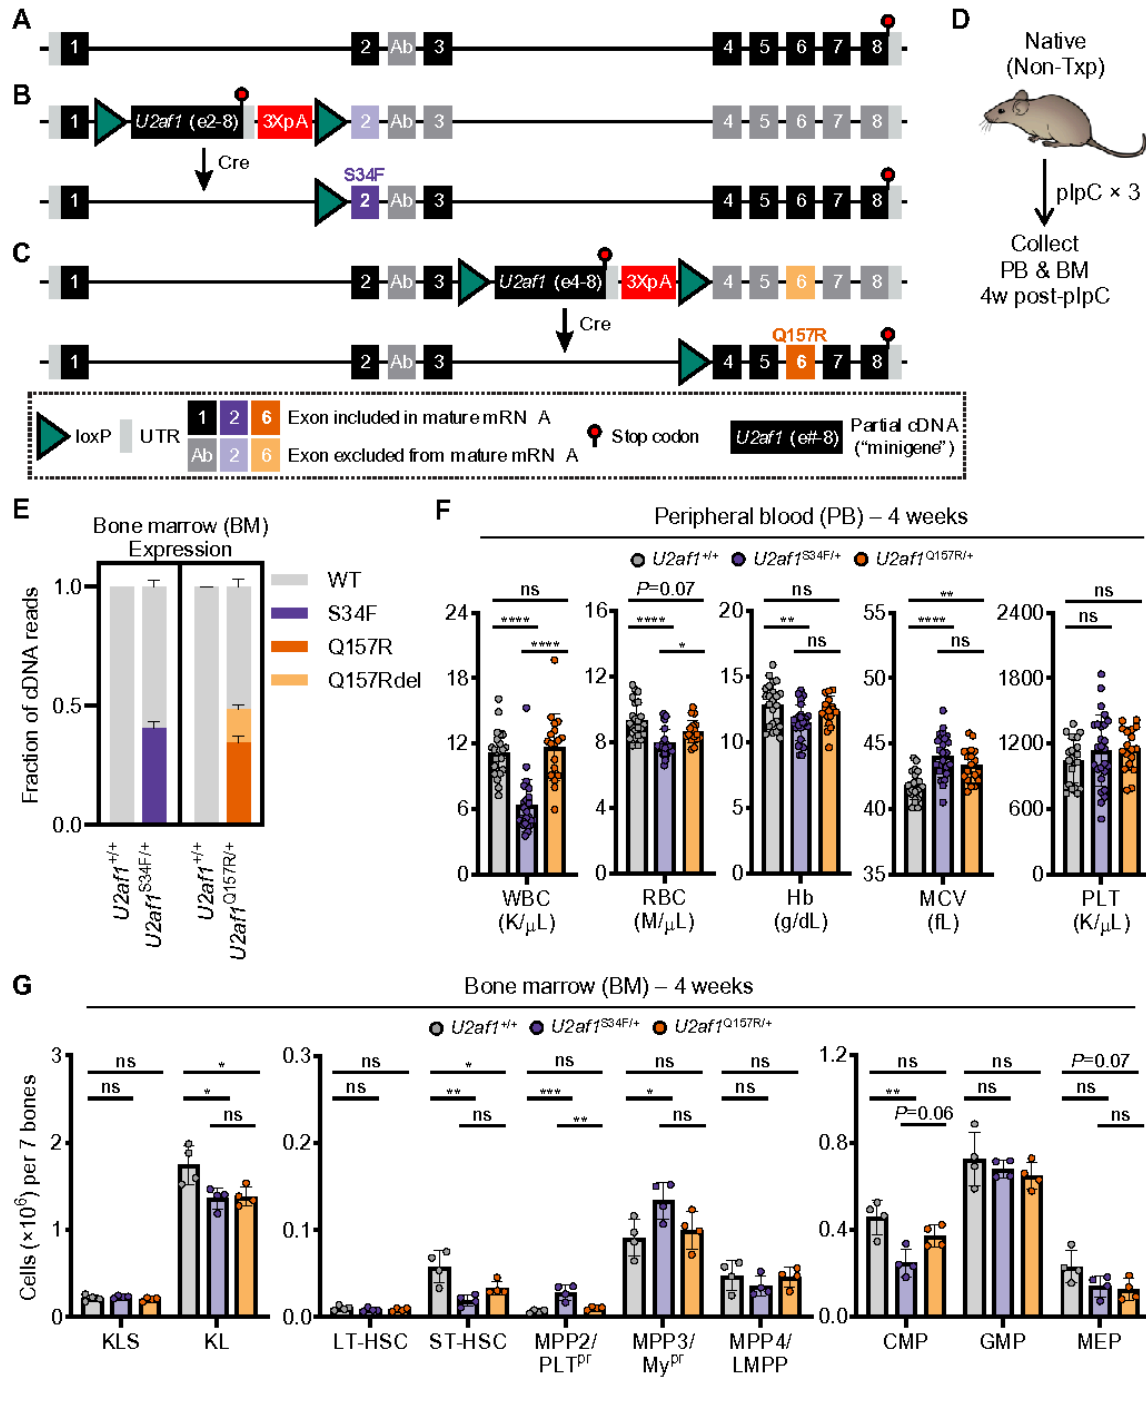 A
1 2 Ab 3 4 5 6 7 8
D
Native
(Non-Txp)
pIpC × 3
Collect
PB & BM
4w post-pIpC
B
1 U2af1 (e2-8) 3XpA 2 Ab 3 4 5 6 7 8
Cre
S34F
1 2 Ab 3 4 5 6 7 8
C
1 2 Ab 3 U2af1 (e4-8) 3XpA 4 5 6 7 8
Cre
Q157R
1 2 Ab 3 4 5 6 7 8
loxP UTR
1 2 6 Exon included in mature mRN A
Ab 2 6 Exon excluded from mature mRN A
Stop codon
U2af1 (e#-8)
Partial cDNA
("minigene")
E
Bone marrow (BM)
Expression
Fraction of cDNA reads
1.0
0.5
0.0
WT
S34F
Q157R
Q157Rdel
U2af1+/+
U2af1S34F/+
U2af1+/+
U2af1Q157R/+
F
Peripheral blood (PB) – 4 weeks
U2af1+/+ U2af1S34F/+ U2af1Q157R/+
24
18
12
6
0
ns
****
****
WBC
(K/μL)
16
12
8
4
0
P=0.07
****
*
RBC
(M/μL)
20
15
10
5
0
ns
**
ns
Hb
(g/dL)
55
50
45
40
35
**
****
ns
MCV
(fL)
2400
1800
1200
600
0
ns
ns
PLT
(K/μL)
G
Bone marrow (BM) – 4 weeks
U2af1+/+ U2af1S34F/+ U2af1Q157R/+
Cells (×10⁶) per 7 bones
3
2
1
0
ns
ns
*
*
ns
KLS KL
0.3
0.2
0.1
0.0
ns
ns
*
**
ns
ns
***
**
ns
*
ns
ns
ns
LT-HSC ST-HSC MPP2/ MPP3/ MPP4/
PLTpr Mypr LMPP
1.2
0.8
0.4
0.0
ns
**
P=0.06
ns
ns
P=0.07
ns
ns
CMP GMP MEP